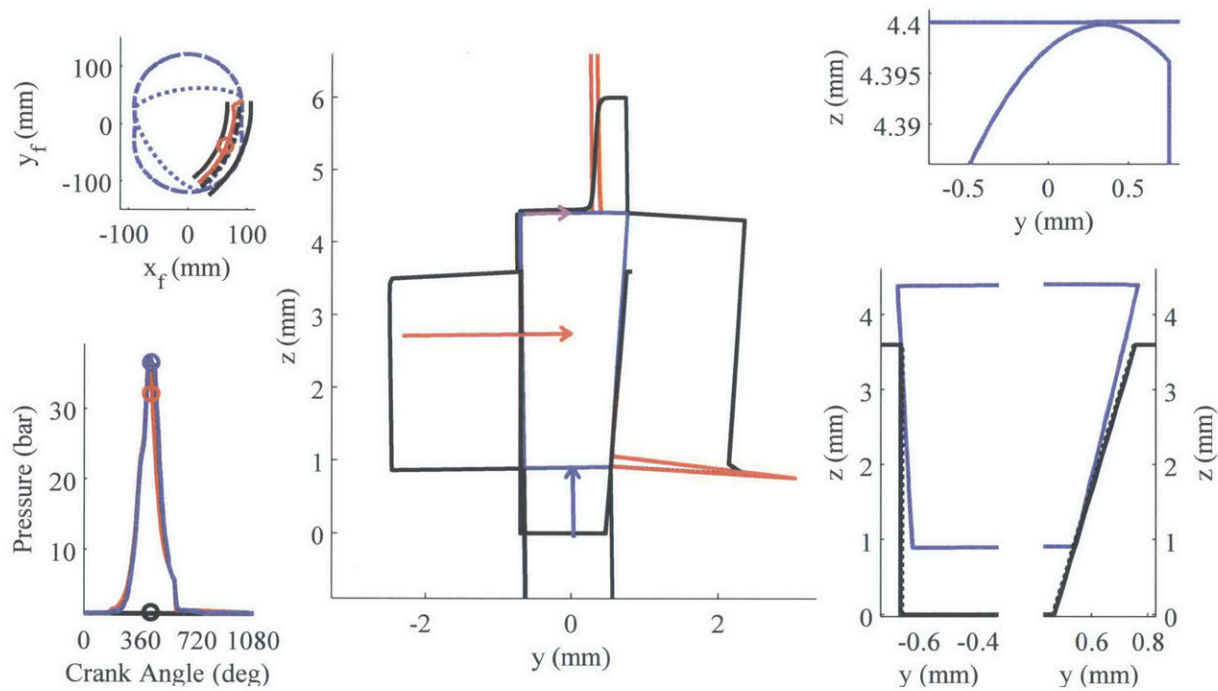 100
0
-100
y_f (mm)
-100 0 100
x_f (mm)
30
20
10
Pressure (bar)
0 360 720 1080
Crank Angle (deg)
6
5
4
3
2
1
0
z (mm)
-2 0 2
y (mm)
4.4
4.395
4.39
z (mm)
-0.5 0 0.5
y (mm)
4
3
2
1
0
z (mm)
-0.6 -0.4
y (mm)
4
3
2
1
0
z (mm)
0.6 0.8
y (mm)